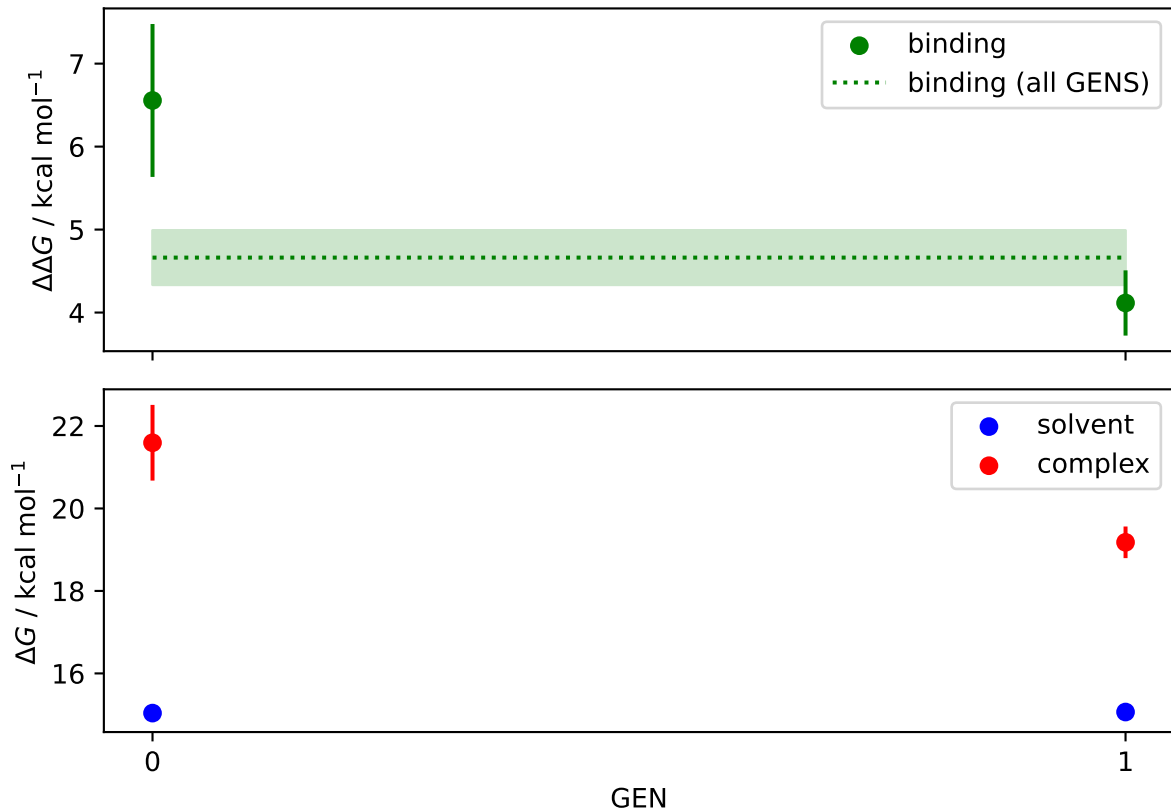 7
6
5
4
ΔΔG / kcal mol⁻¹
binding
binding (all GENS)
22
20
18
16
ΔG / kcal mol⁻¹
solvent
complex
0
1
GEN